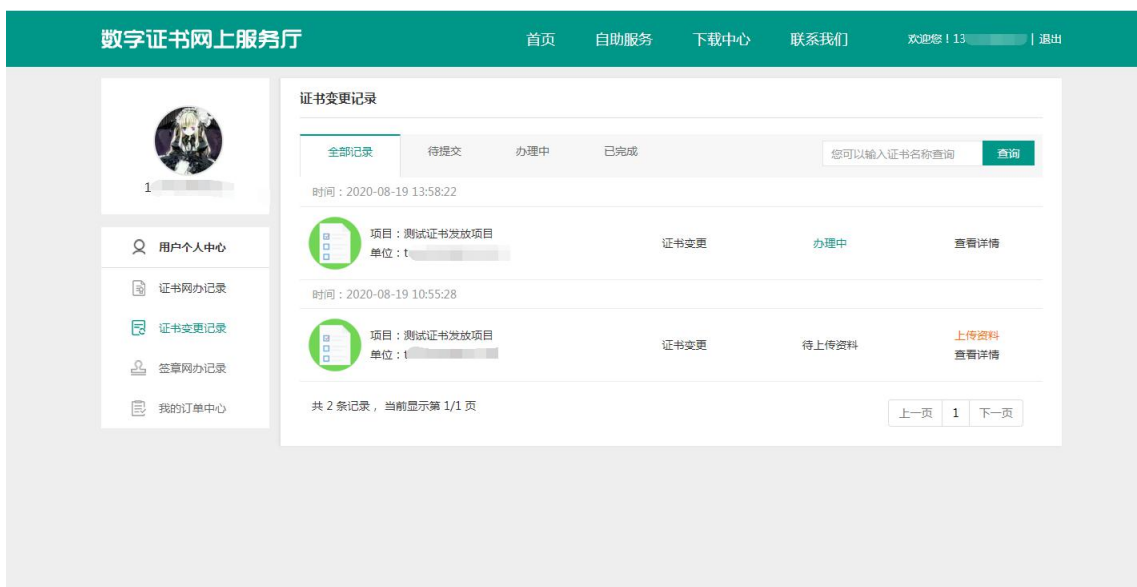 数字证书网上服务厅 首页 自助服务 下载中心 联系我们 欢迎您！13 | 退出
1
用户个人中心
证书网办记录
证书变更记录
签章网办记录
我的订单中心
证书变更记录
全部记录 待提交 办理中 已完成 您可以输入证书名称查询 查询
时间：2020-08-19 13:58:22
项目：测试证书发放项目
单位：t
证书变更 办理中 查看详情
时间：2020-08-19 10:55:28
项目：测试证书发放项目
单位：t
证书变更 待上传资料 上传资料
查看详情
共 2 条记录， 当前显示第 1/1 页
上一页 1 下一页